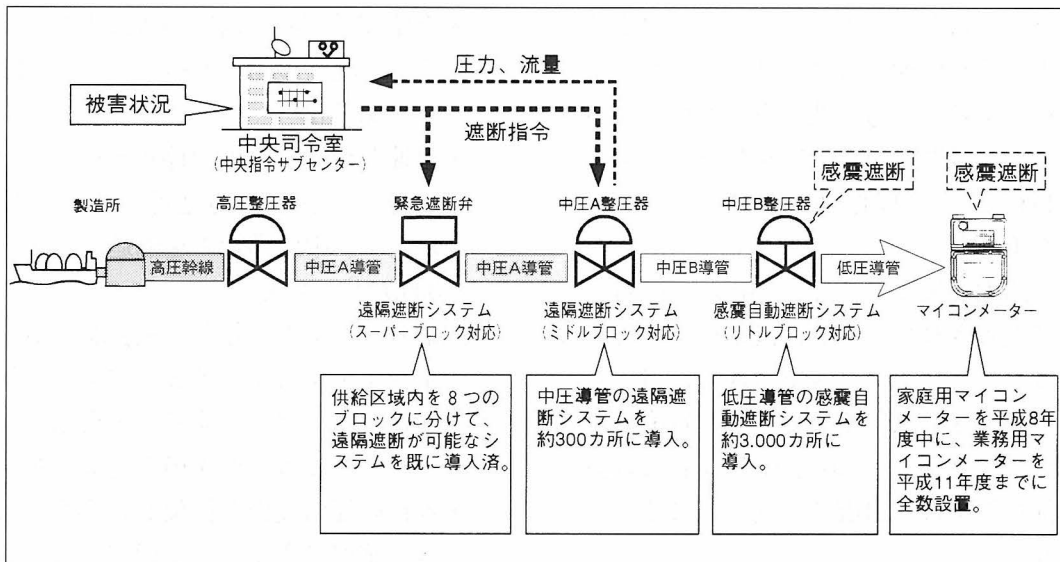 圧力、流量
被害状況
遮断指令
中央司令室
(中央指令サブセンター)
感震遮断
感震遮断
製造所
高圧整圧器
緊急遮断弁
中圧A整圧器
中圧B整圧器
高圧幹線
中圧A導管
中圧A導管
中圧B導管
低圧導管
遠隔遮断システム
(スーパーブロック対応)
遠隔遮断システム
(ミドルブロック対応)
感震自動遮断システム
(リトルブロック対応)
マイコンメーター
供給区域内を8つの
ブロックに分けて、
遠隔遮断が可能なシ
ステムを既に導入済。
中圧導管の遠隔遮
断システムを
約300カ所に導入。
低圧導管の感震自
動遮断システムを
約3,000カ所に
導入。
家庭用マイコン
メーターを平成8年
度中に、業務用マ
イコンメーターを
平成11年度までに
全数設置。